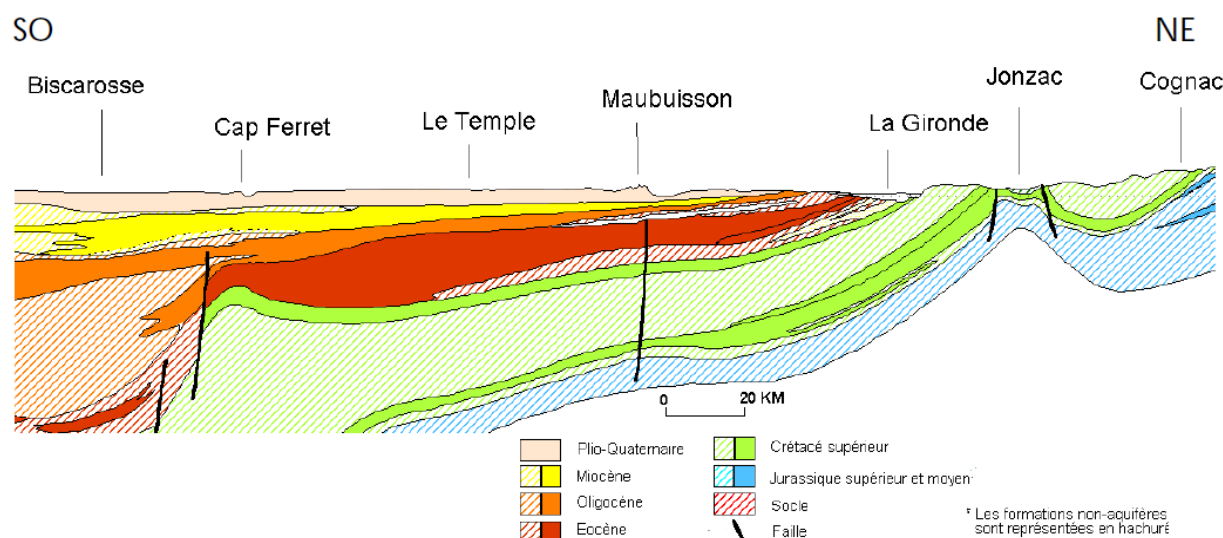 SO
NE
Biscarosse
Cap Ferret
Le Temple
Maubuisson
La Gironde
Jonzac
Cognac
0 20 KM
Plio-Quaternaire
Miocène
Oligocéne
Eocène
Crétacé supérieur
Jurassique supérieur et moyen
Socle
Faille
* Les formations non-aquifères
sont représentées en hachuré